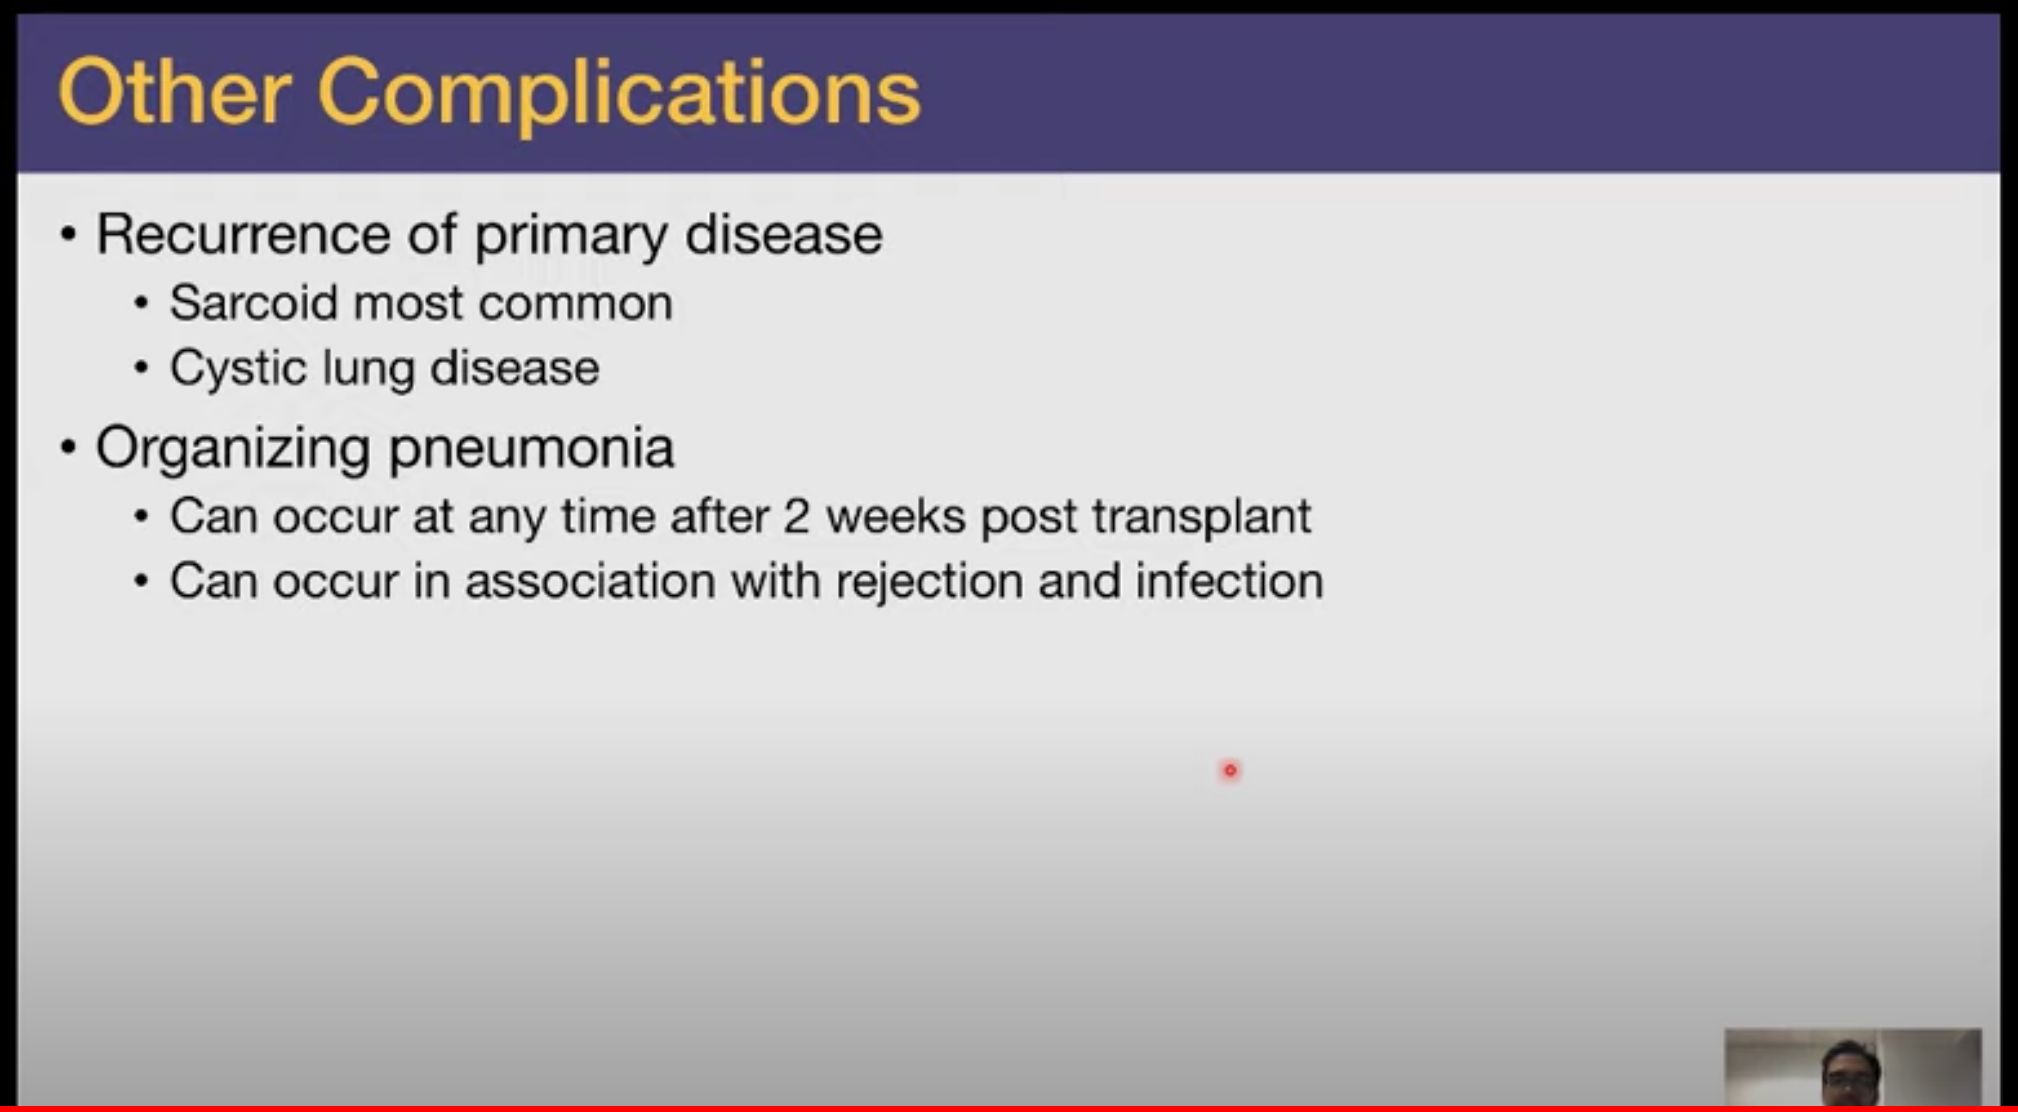 Other Complications
• Recurrence of primary disease
• Sarcoid most common
• Cystic lung disease
• Organizing pneumonia
• Can occur at any time after 2 weeks post transplant
• Can occur in association with rejection and infection